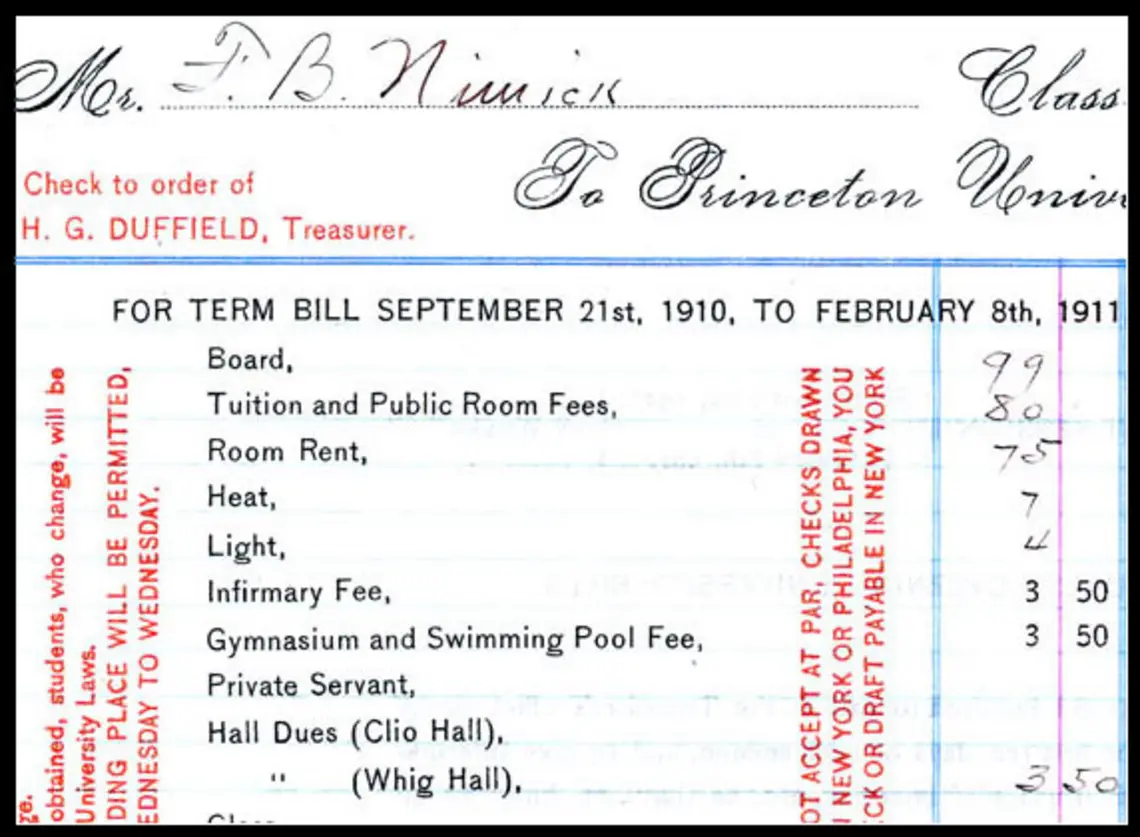 Mr. F. B. Nimick Class
To Princeton Univ
Check to order of
H. G. DUFFIELD, Treasurer.
FOR TERM BILL SEPTEMBER 21st, 1910, TO FEBRUARY 8th, 1911
Board, 99
Tuition and Public Room Fees, 80
Room Rent, 75
Heat, 7
Light, 4
Infirmary Fee, 3 50
Gymnasium and Swimming Pool Fee, 3 50
Private Servant,
Hall Dues (Clio Hall),
" (Whig Hall), 3 50
ge.
obtained, students, who change, will be
University Laws.
DING PLACE WILL BE PERMITTED,
EDNESDAY TO WEDNESDAY.
OT ACCEPT AT PAR CHECKS DRAWN
N NEW YORK OR PHILADELPHIA, YOU
CK OR DRAFT PAYABLE IN NEW YORK